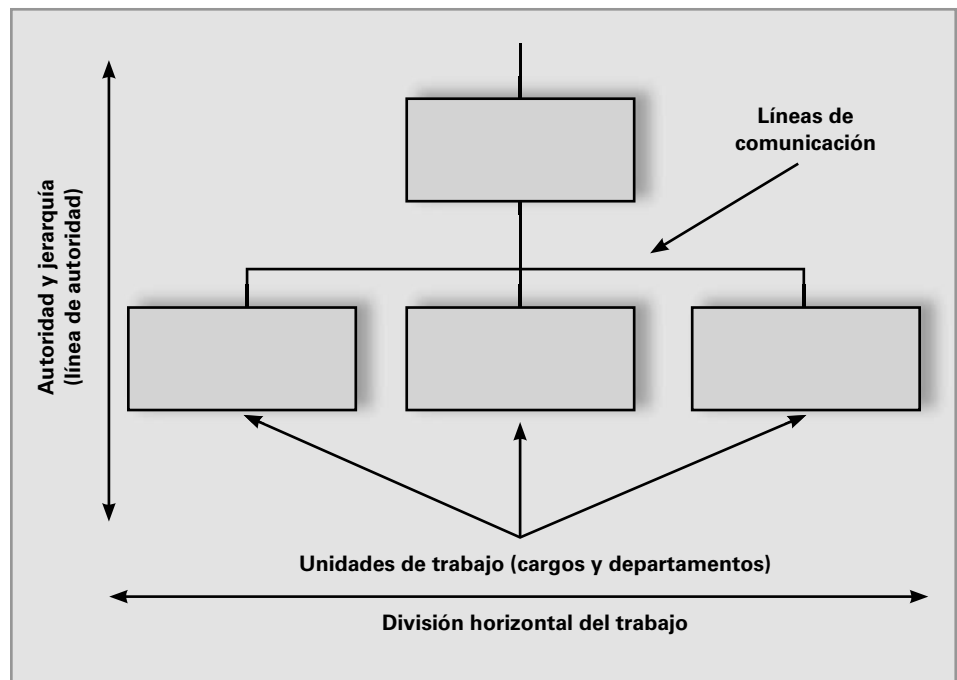 Líneas de
comunicación
Autoridad y jerarquía
(línea de autoridad)
Unidades de trabajo (cargos y departamentos)
División horizontal del trabajo